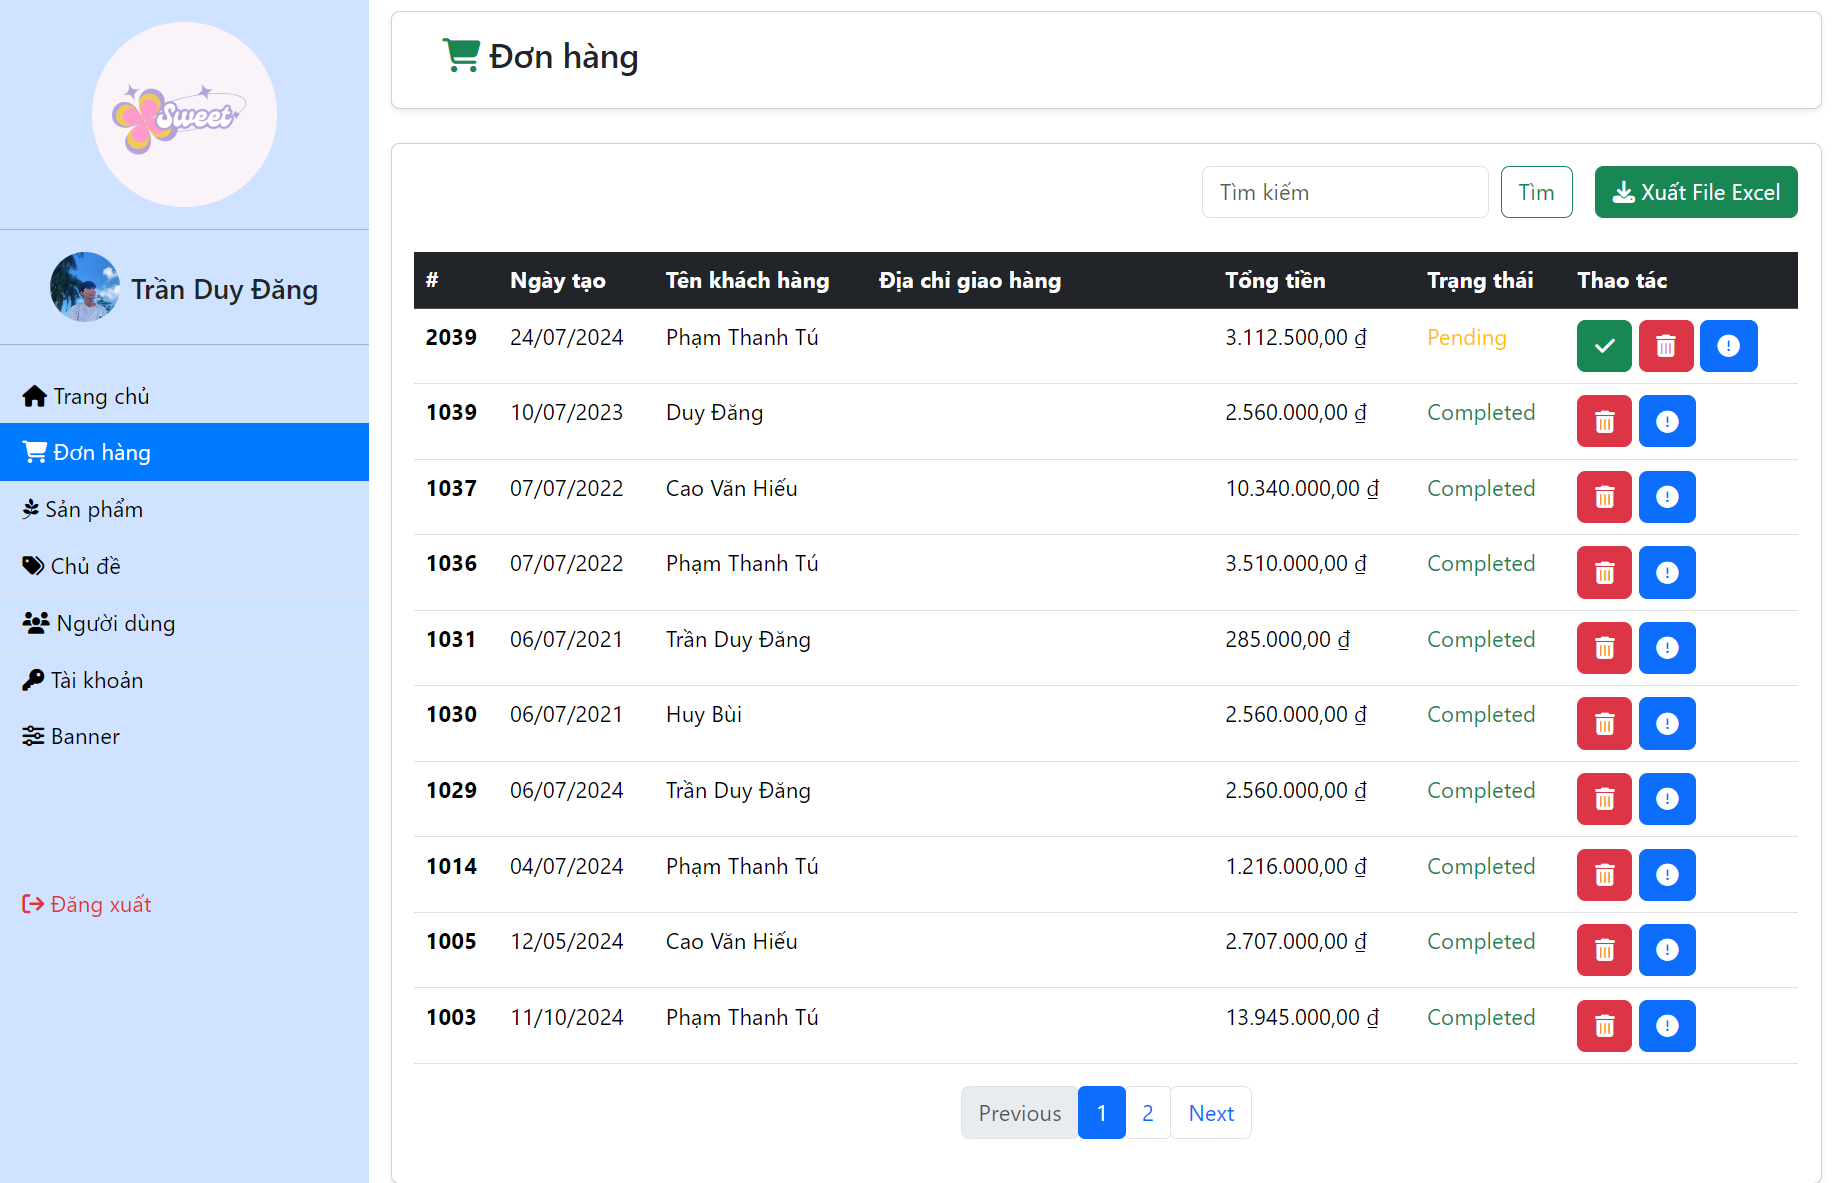 Sweet
Trần Duy Đăng
Trang chủ
Đơn hàng
Sản phẩm
Chủ đề
Người dùng
Tài khoản
Banner
Đăng xuất
Đơn hàng
Tìm kiếm Tìm Xuất File Excel
# Ngày tạo Tên khách hàng Địa chỉ giao hàng Tổng tiền Trạng thái Thao tác
2039 24/07/2024 Phạm Thanh Tú 3.112.500,00 ₫ Pending
1039 10/07/2023 Duy Đăng 2.560.000,00 ₫ Completed
1037 07/07/2022 Cao Văn Hiếu 10.340.000,00 ₫ Completed
1036 07/07/2022 Phạm Thanh Tú 3.510.000,00 ₫ Completed
1031 06/07/2021 Trần Duy Đăng 285.000,00 ₫ Completed
1030 06/07/2021 Huy Bùi 2.560.000,00 ₫ Completed
1029 06/07/2024 Trần Duy Đăng 2.560.000,00 ₫ Completed
1014 04/07/2024 Phạm Thanh Tú 1.216.000,00 ₫ Completed
1005 12/05/2024 Cao Văn Hiếu 2.707.000,00 ₫ Completed
1003 11/10/2024 Phạm Thanh Tú 13.945.000,00 ₫ Completed
Previous 1 2 Next